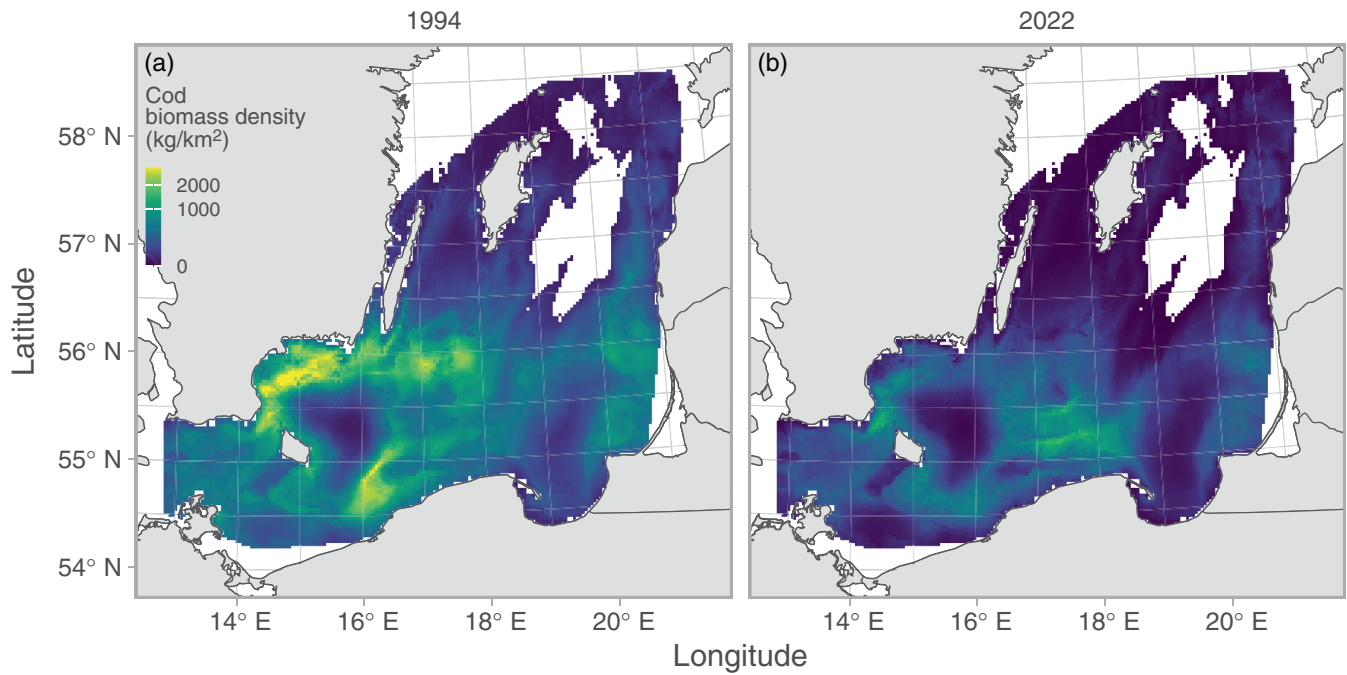 1994
2022
(a)
Cod
biomass density
(kg/km²)
2000
1000
0
(b)
58° N
57° N
56° N
55° N
54° N
Latitude
14° E
16° E
18° E
20° E
14° E
16° E
18° E
20° E
Longitude